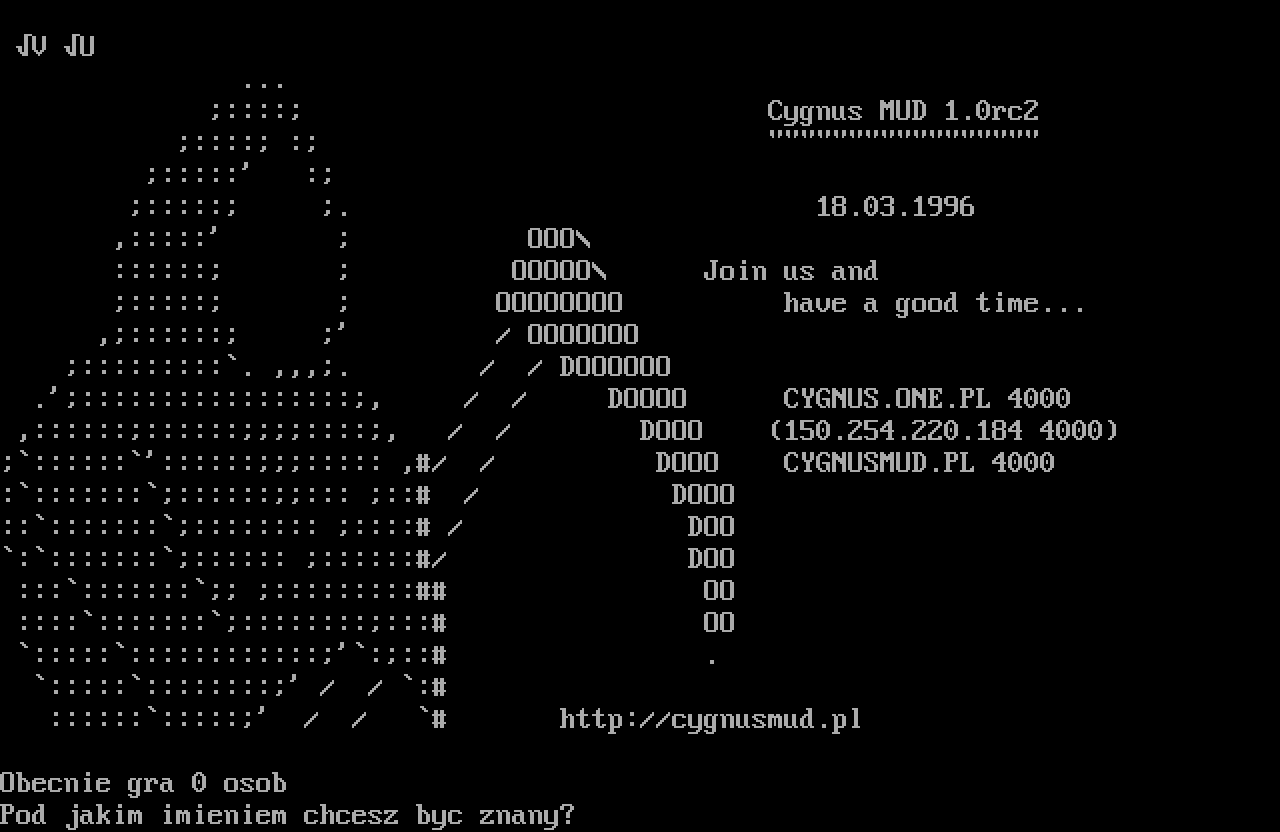 Cygnus MUD 1.0rc2
18.03.1996
Join us and
have a good time...
CYGNUS.ONE.PL 4000
(150.254.220.184 4000)
CYGNUSMUD.PL 4000
http://cygnusmud.pl
Obecnie gra 0 osob
Pod jakim imieniem chcesz byc znany?